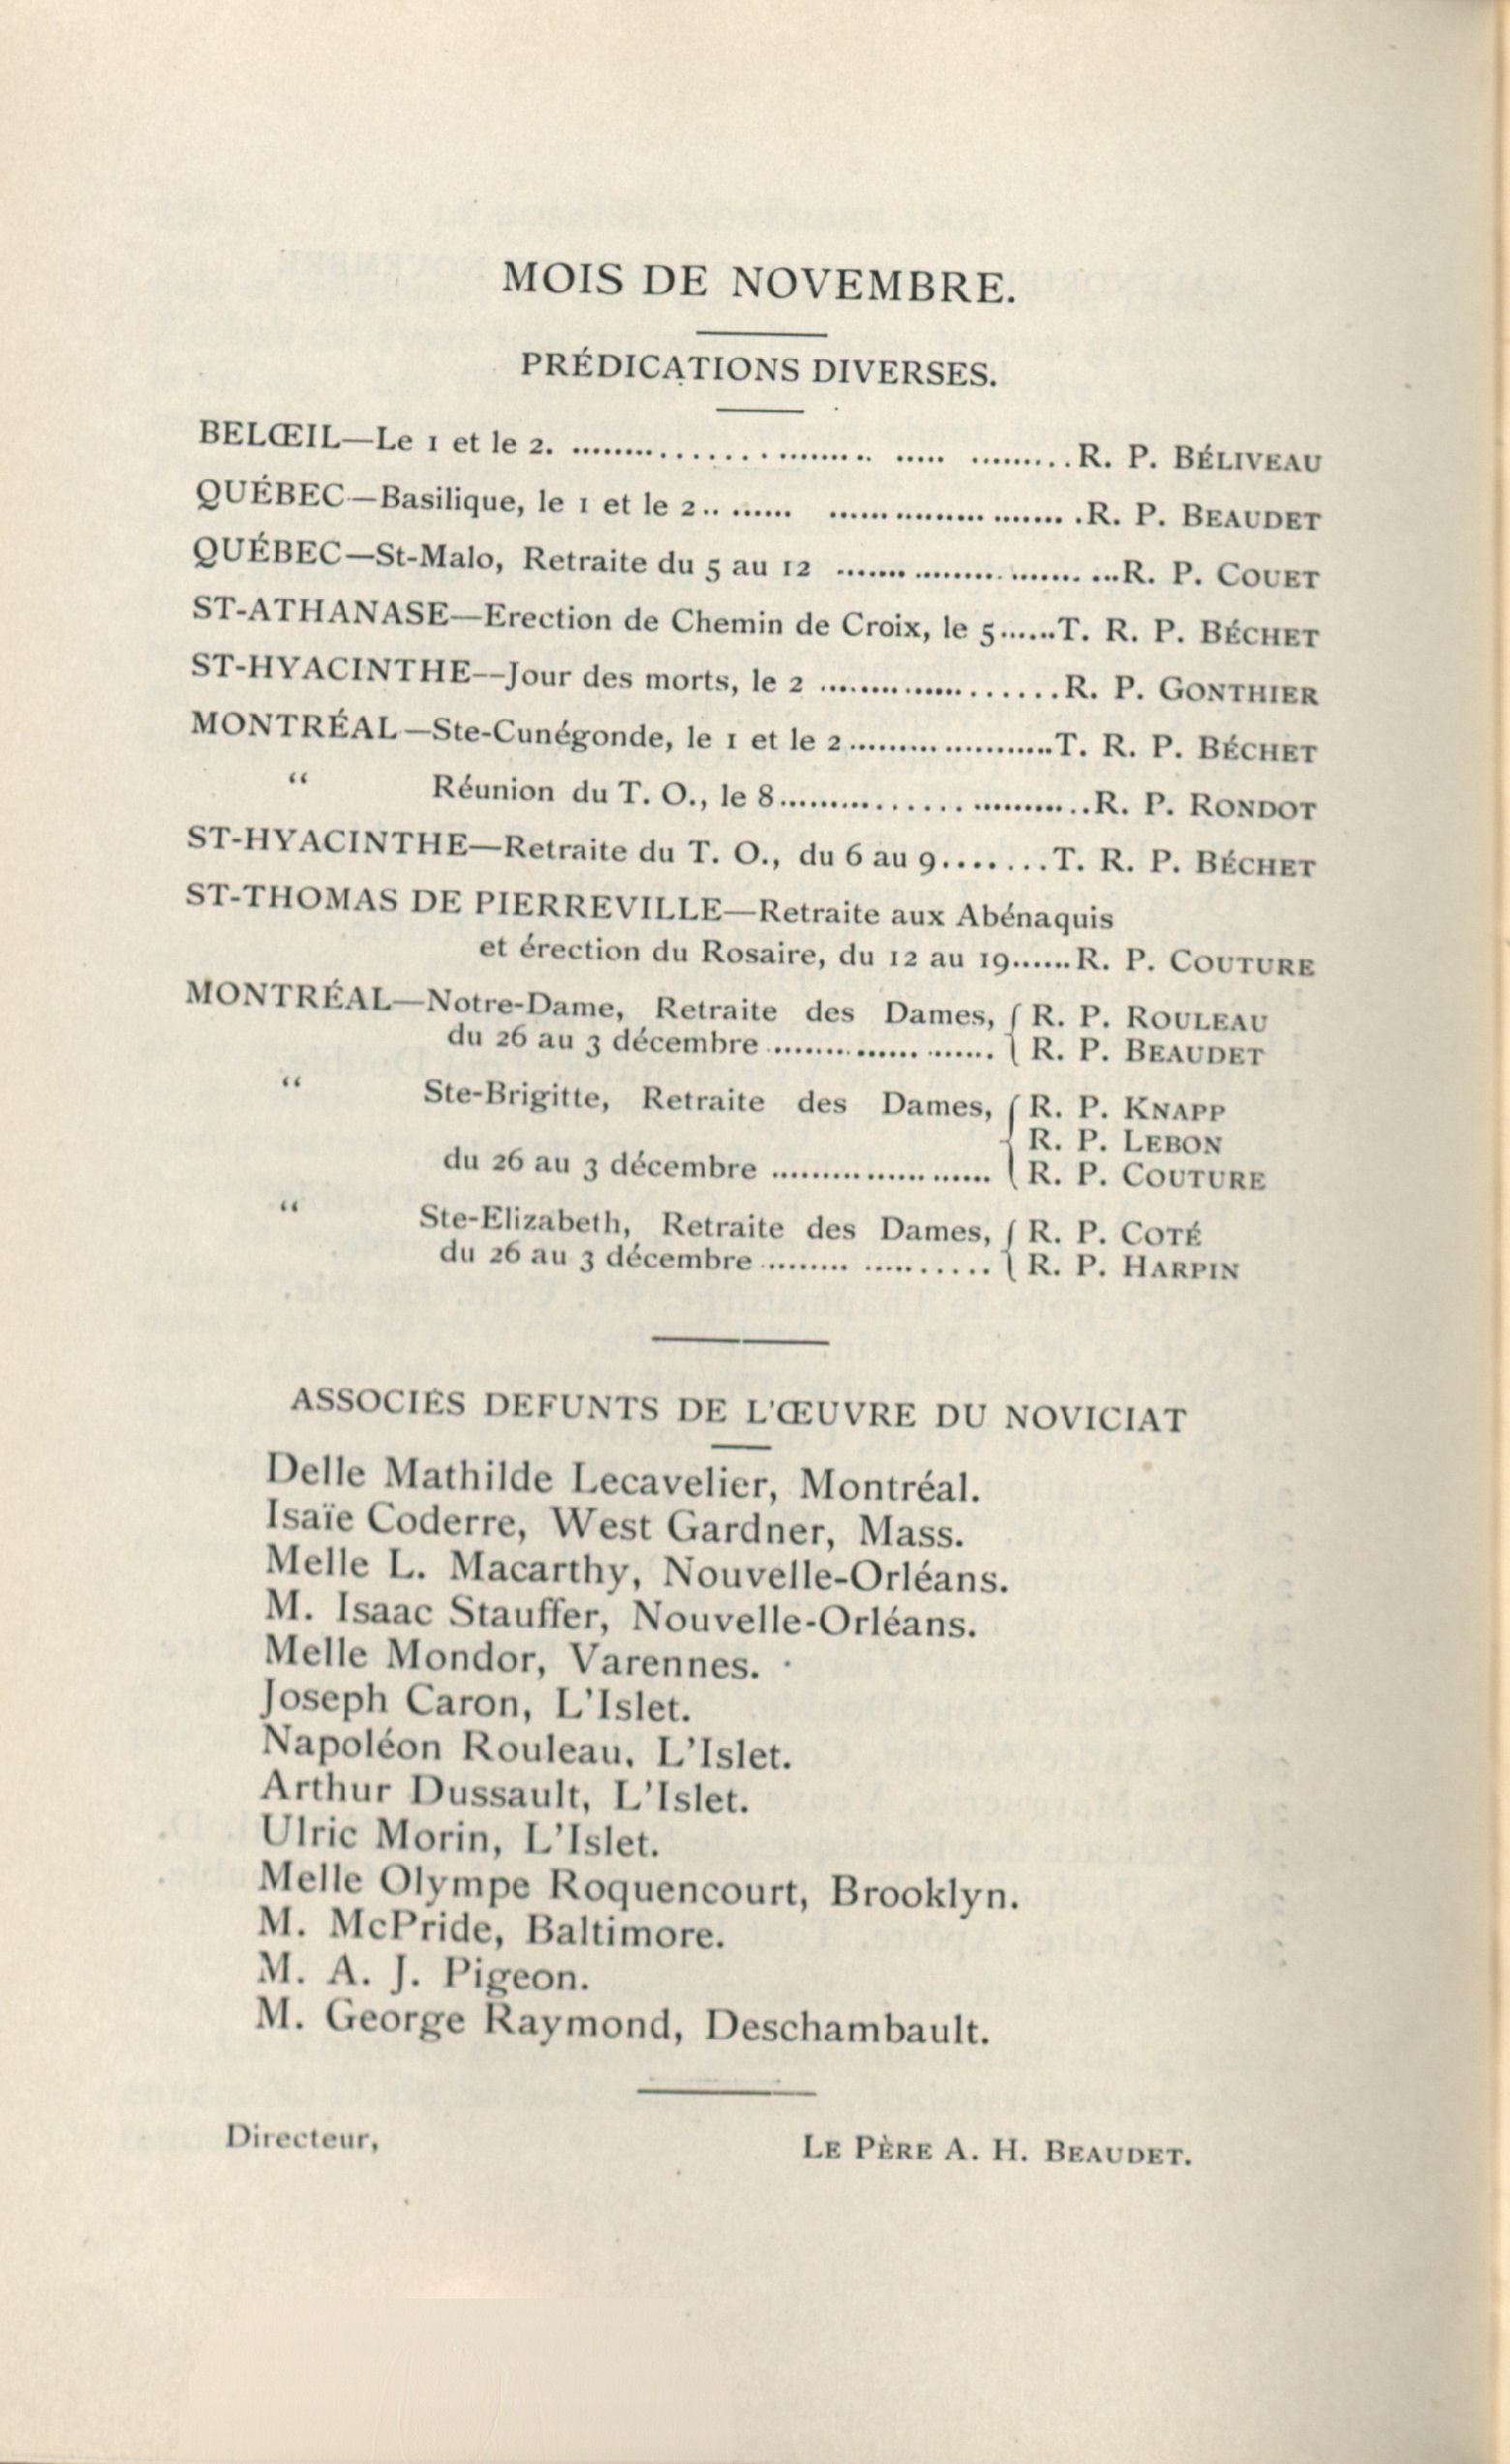 MOIS DE NOVEMBRE.
PRÉDICATIONS DIVERSES.
BELŒIL—Le 1 et le 2. ........................................R. P. BÉLIVEAU
QUÉBEC—Basilique, le 1 et le 2.. ...... ........................R. P. BEAUDET
QUÉBEC—St-Malo, Retraite du 5 au 12 ........................R. P. COUET
ST-ATHANASE—Erection de Chemin de Croix, le 5......T. R. P. BÉCHET
ST-HYACINTHE—Jour des morts, le 2 ......................R. P. GONTHIER
MONTRÉAL—Ste-Cunégonde, le 1 et le 2.....................T. R. P. BÉCHET
“ Réunion du T. O., le 8.............................R. P. RONDOT
ST-HYACINTHE—Retraite du T. O., du 6 au 9........T. R. P. BÉCHET
ST-THOMAS DE PIERREVILLE—Retraite aux Abénaquis
et érection du Rosaire, du 12 au 19......R. P. COUTURE
MONTRÉAL—Notre-Dame, Retraite des Dames, { R. P. ROULEAU
du 26 au 3 décembre ...................... { R. P. BEAUDET
“ Ste-Brigitte, Retraite des Dames, { R. P. KNAPP
R. P. LEBON
du 26 au 3 décembre ...................... { R. P. COUTURE
“ Ste-Elizabeth, Retraite des Dames, { R. P. COTÉ
du 26 au 3 décembre ......... .......... { R. P. HARPIN
ASSOCIÉS DEFUNTS DE L'ŒUVRE DU NOVICIAT
Delle Mathilde Lecavelier, Montréal.
Isaïe Coderre, West Gardner, Mass.
Melle L. Macarthy, Nouvelle-Orléans.
M. Isaac Stauffer, Nouvelle-Orléans.
Melle Mondor, Varennes.
Joseph Caron, L'Islet.
Napoléon Rouleau, L'Islet.
Arthur Dussault, L'Islet.
Ulric Morin, L'Islet.
Melle Olympe Roquencourt, Brooklyn.
M. McPride, Baltimore.
M. A. J. Pigeon.
M. George Raymond, Deschambault.
Directeur, LE PÈRE A. H. BEAUDET.